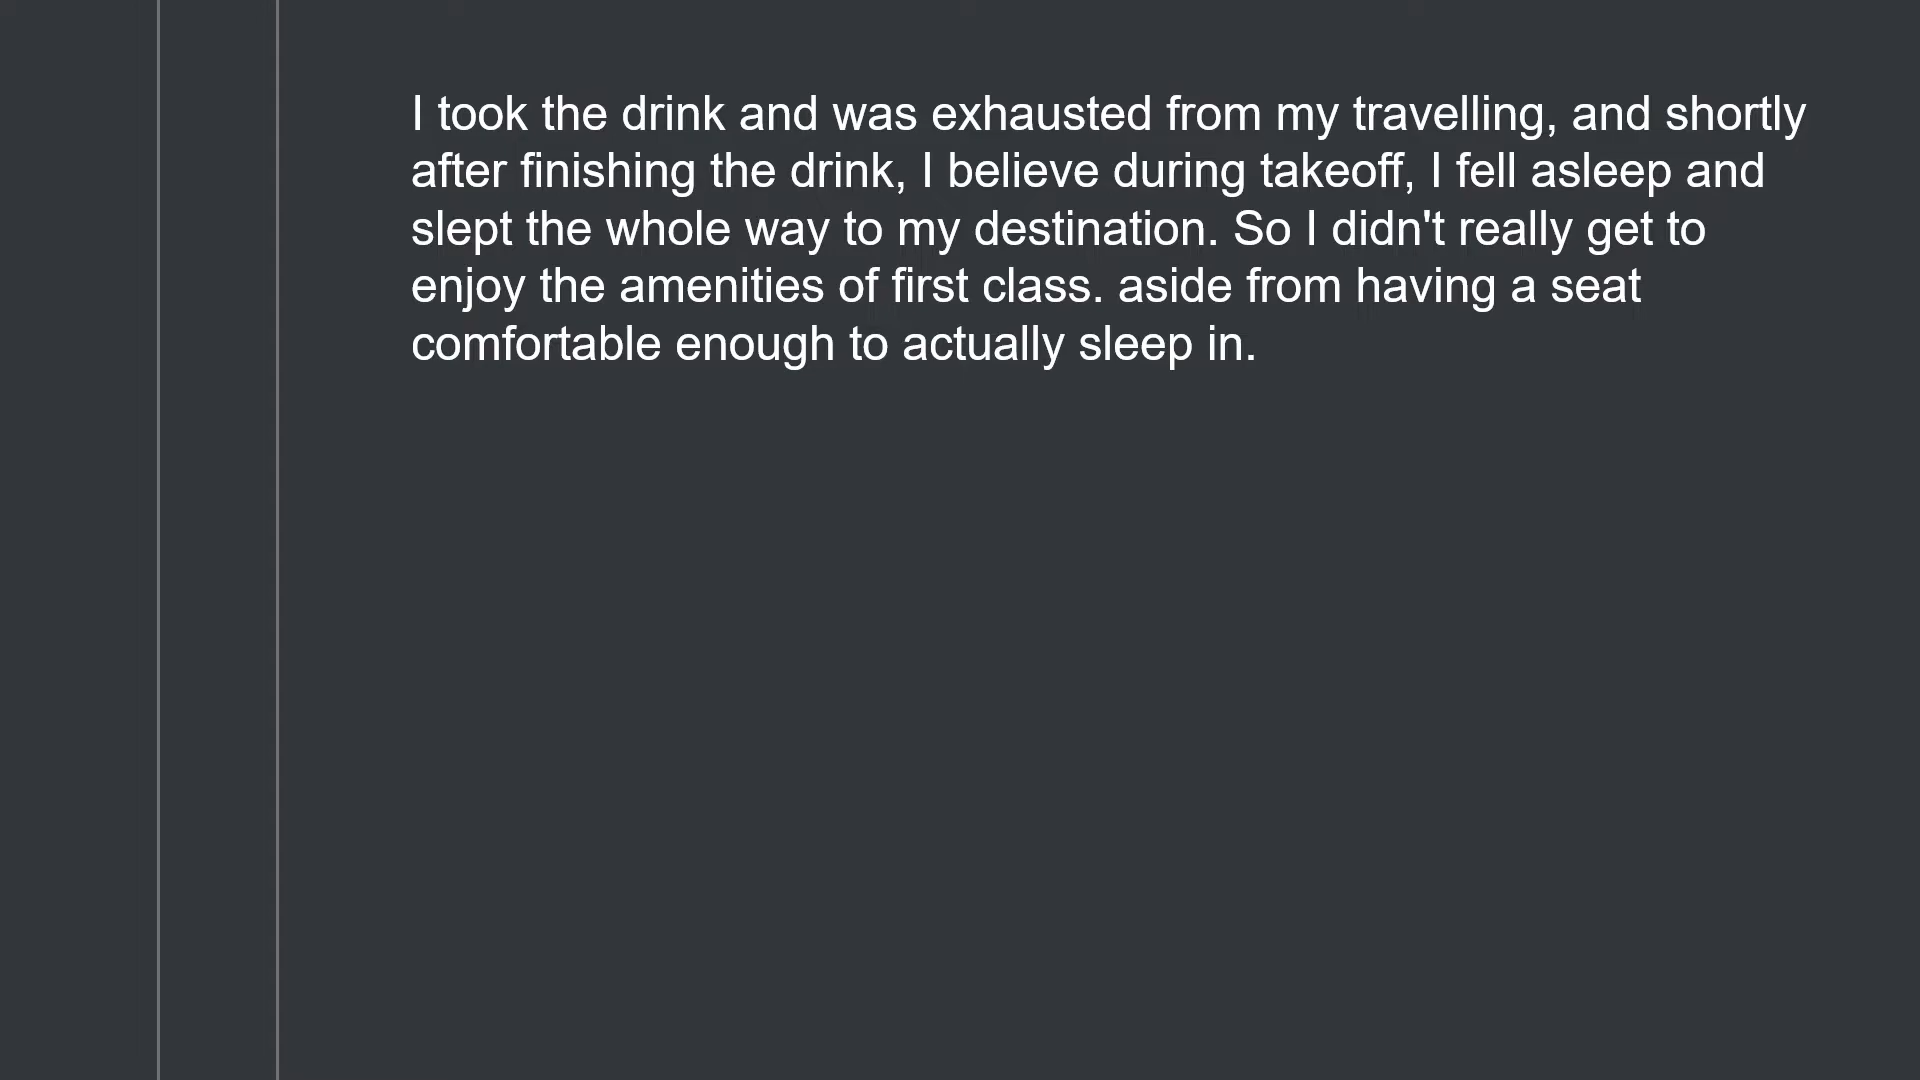 I took the drink and was exhausted from my travelling, and shortly
after finishing the drink, I believe during takeoff, I fell asleep and
slept the whole way to my destination. So I didn't really get to
enjoy the amenities of first class. aside from having a seat
comfortable enough to actually sleep in.